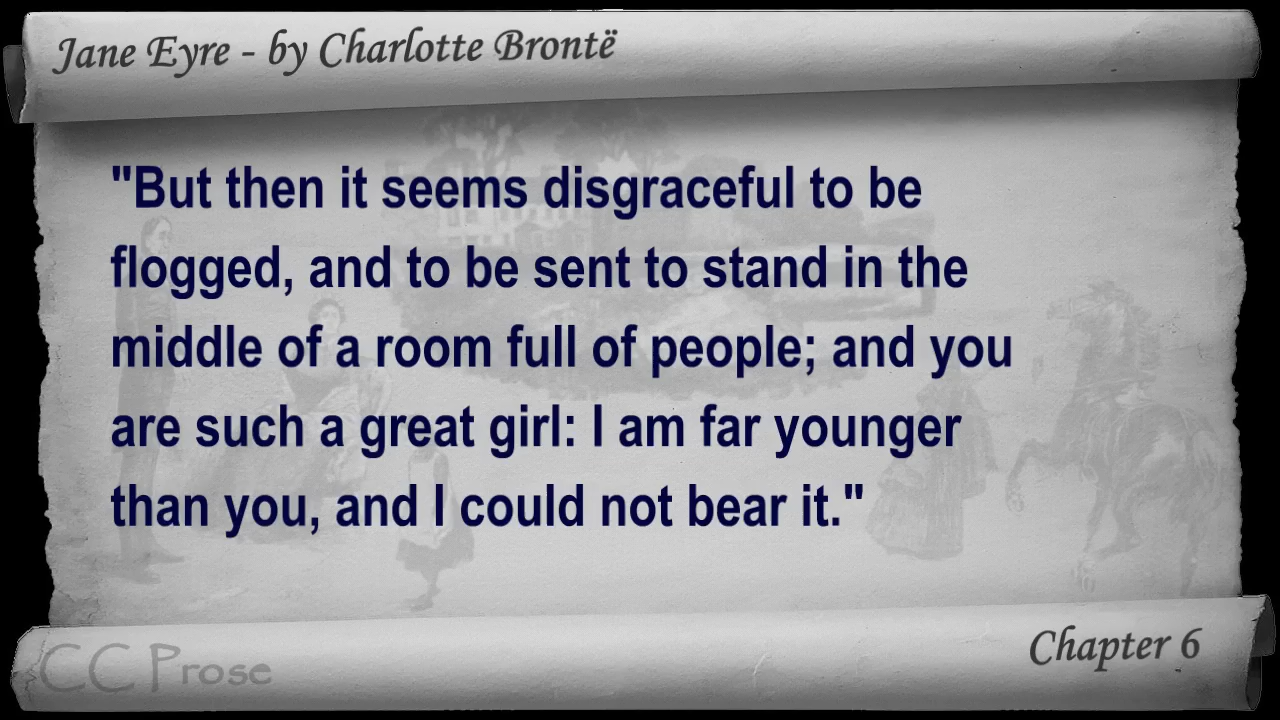 Jane Eyre - by Charlotte Brontë
"But then it seems disgraceful to be
flogged, and to be sent to stand in the
middle of a room full of people; and you
are such a great girl: I am far younger
than you, and I could not bear it."
CC Prose
Chapter 6